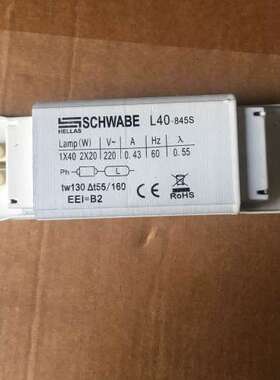 SCHWABE L40-845S
HELLAS
Lamp(W) V~ A Hz λ
1X40 2X20 220 0.43 60 0.55
Ph L
tw130 Δt55/160
EEI=B2
CE RoHS